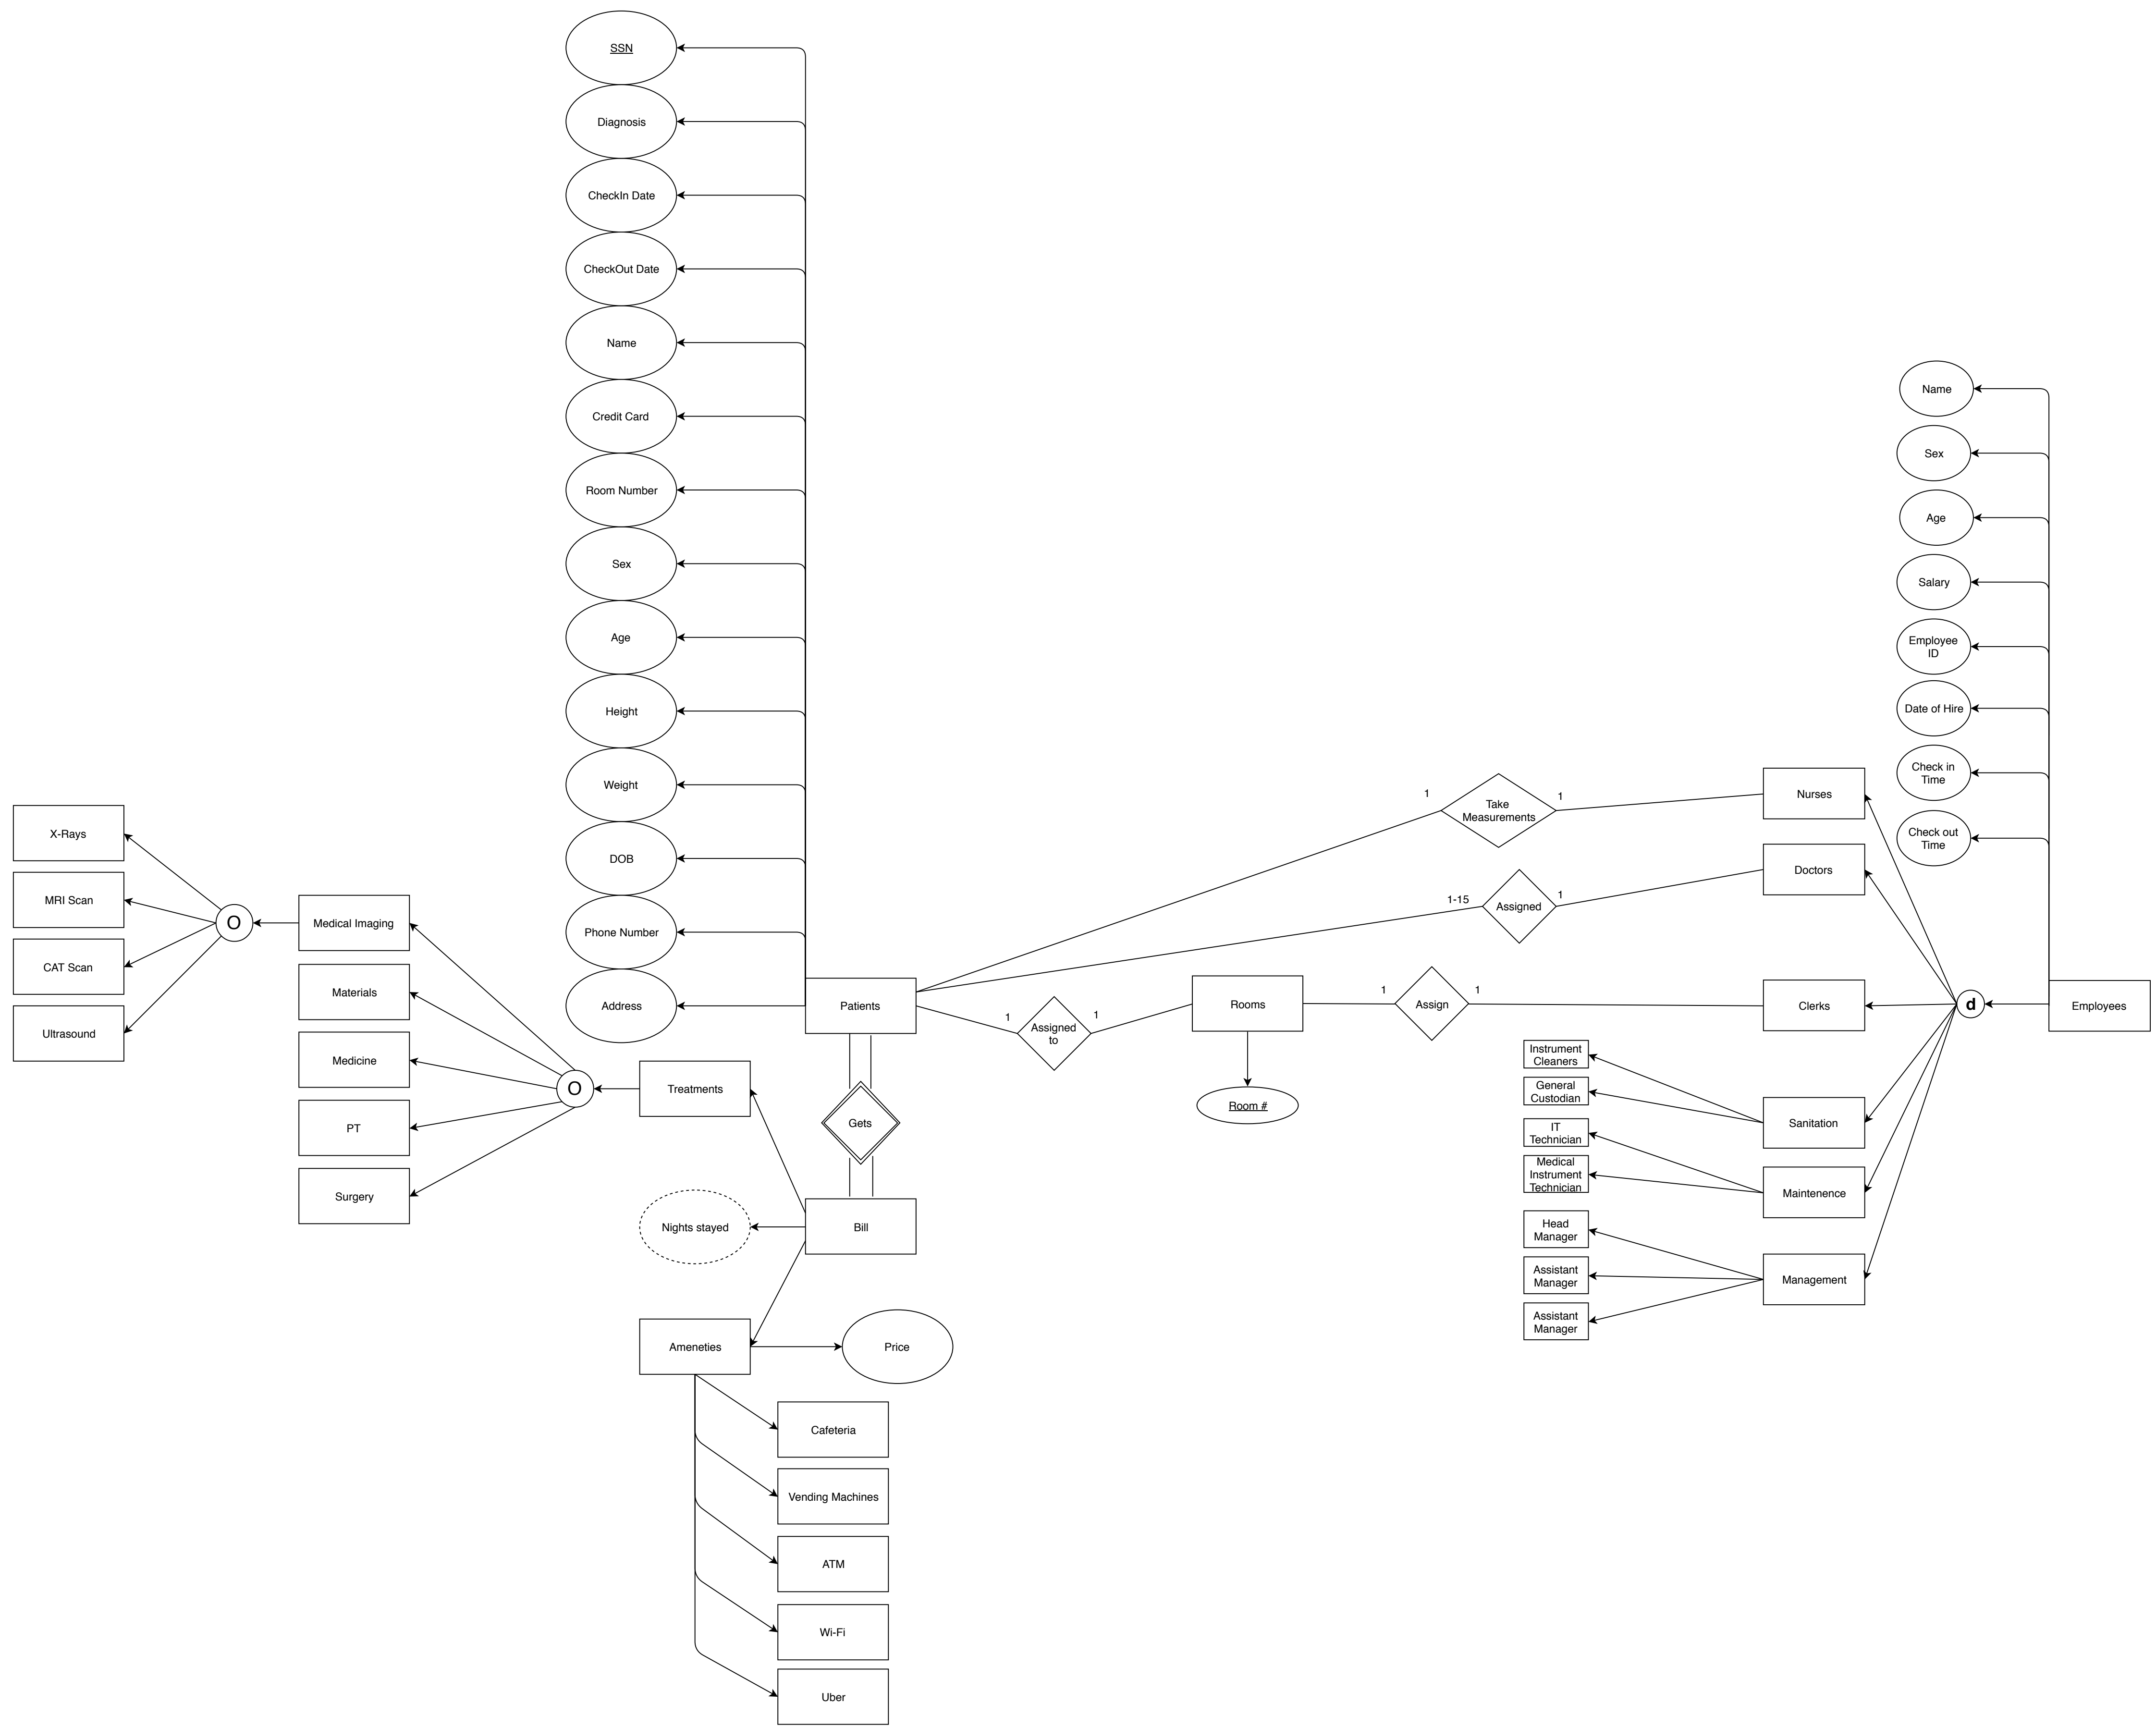 SSN
Diagnosis
CheckIn Date
CheckOut Date
Name
Credit Card
Room Number
Sex
Age
Height
Weight
DOB
Phone Number
Address
Patients
X-Rays
MRI Scan
CAT Scan
Ultrasound
O
Medical Imaging
Materials
Medicine
PT
Surgery
O
Treatments
Gets
Nights stayed
Bill
Ameneties
Price
Cafeteria
Vending Machines
ATM
Wi-Fi
Uber
1
Take
Measurements
1
1-15
Assigned
1
1
Assigned
to
1
Rooms
Room #
1
Assign
1
Name
Sex
Age
Salary
Employee
ID
Date of Hire
Check in
Time
Check out
Time
Nurses
Doctors
Clerks
d
Employees
Instrument
Cleaners
General
Custodian
Sanitation
IT
Technician
Medical
Instrument
Technician
Maintenence
Head
Manager
Assistant
Manager
Assistant
Manager
Management